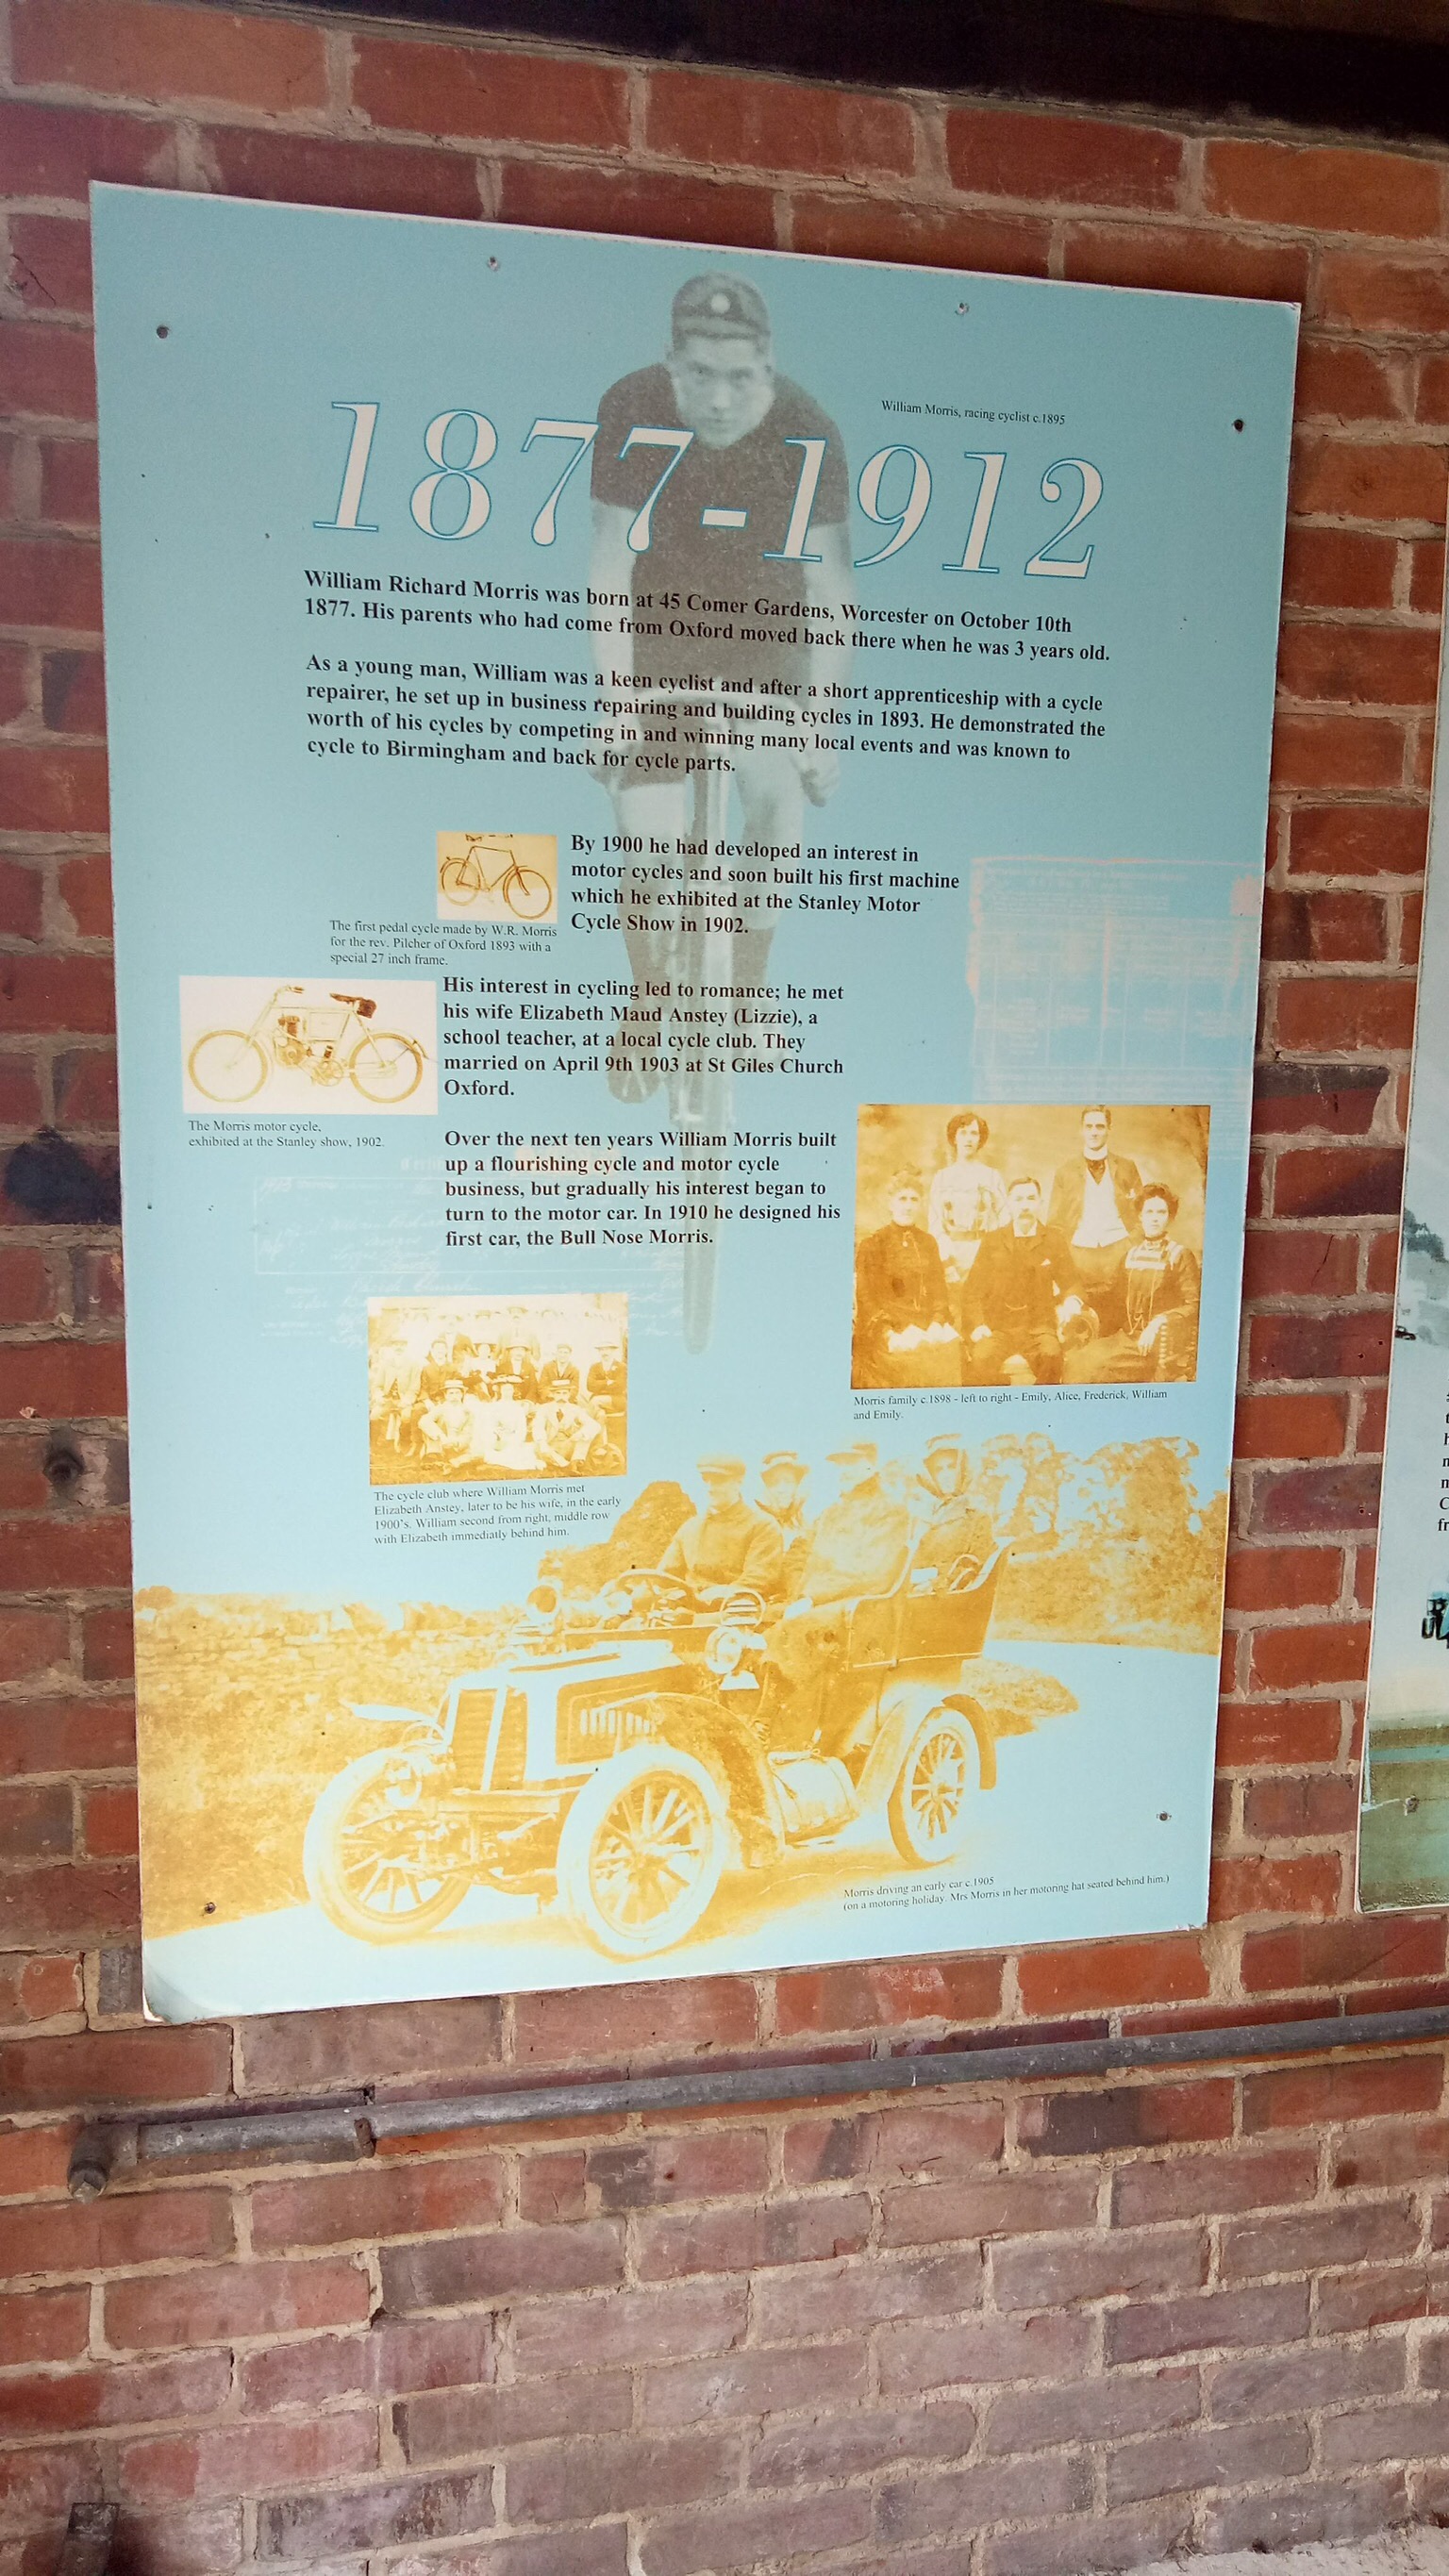 William Morris, racing cyclist c.1895
1877-1912
William Richard Morris was born at 45 Comer Gardens, Worcester on October 10th
1877. His parents who had come from Oxford moved back there when he was 3 years old.
As a young man, William was a keen cyclist and after a short apprenticeship with a cycle
repairer, he set up in business repairing and building cycles in 1893. He demonstrated the
worth of his cycles by competing in and winning many local events and was known to
cycle to Birmingham and back for cycle parts.
By 1900 he had developed an interest in
motor cycles and soon built his first machine
which he exhibited at the Stanley Motor
Cycle Show in 1902.
The first pedal cycle made by W.R. Morris
for the rev. Pilcher of Oxford 1893 with a
special 27 inch frame.
His interest in cycling led to romance; he met
his wife Elizabeth Maud Anstey (Lizzie), a
school teacher, at a local cycle club. They
married on April 9th 1903 at St Giles Church
Oxford.
The Morris motor cycle,
exhibited at the Stanley show, 1902.
Over the next ten years William Morris built
up a flourishing cycle and motor cycle
business, but gradually his interest began to
turn to the motor car. In 1910 he designed his
first car, the Bull Nose Morris.
Morris family c.1898 - left to right - Emily, Alice, Frederick, William
and Emily.
The cycle club where William Morris met
Elizabeth Anstey, later to be his wife, in the early
1900's. William second from right, middle row
with Elizabeth immediatly behind him.
Morris driving an early car c.1905
(on a motoring holiday. Mrs Morris in her motoring hat seated behind him.)